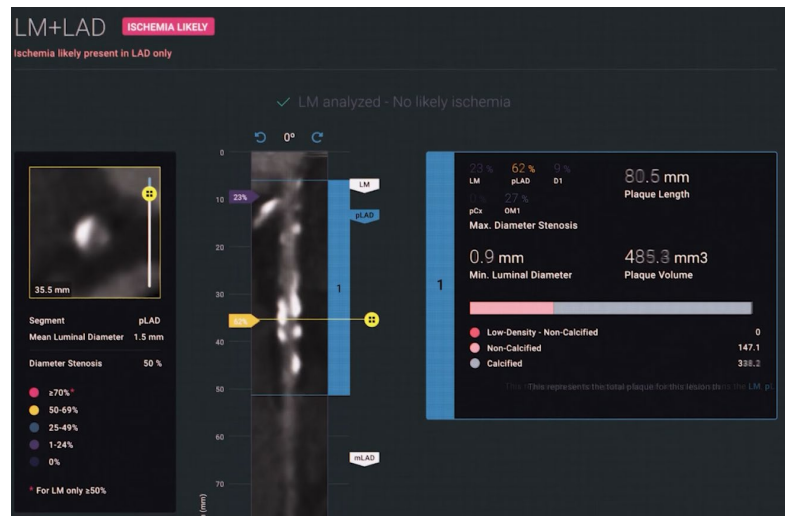 LM+LAD ISCHEMIA LIKELY
Ischemia likely present in LAD only
LM analyzed - No likely ischemia
0º
0
10
20
30
40
50
60
70
(mm)
23%
62%
LM
pLAD
1
mLAD
35.5 mm
Segment pLAD
Mean Luminal Diameter 1.5 mm
Diameter Stenosis 50 %
≥70%*
50-69%
25-49%
1-24%
0%
* For LM only ≥50%
1
23 % 62 % 9 %
LM pLAD D1
0 % 27 %
pCx OM1
Max. Diameter Stenosis
80.5 mm
Plaque Length
0.9 mm
Min. Luminal Diameter
485.3 mm3
Plaque Volume
Low-Density - Non-Calcified 0
Non-Calcified 147.1
Calcified 338.2
This represents the total plaque for this lesion